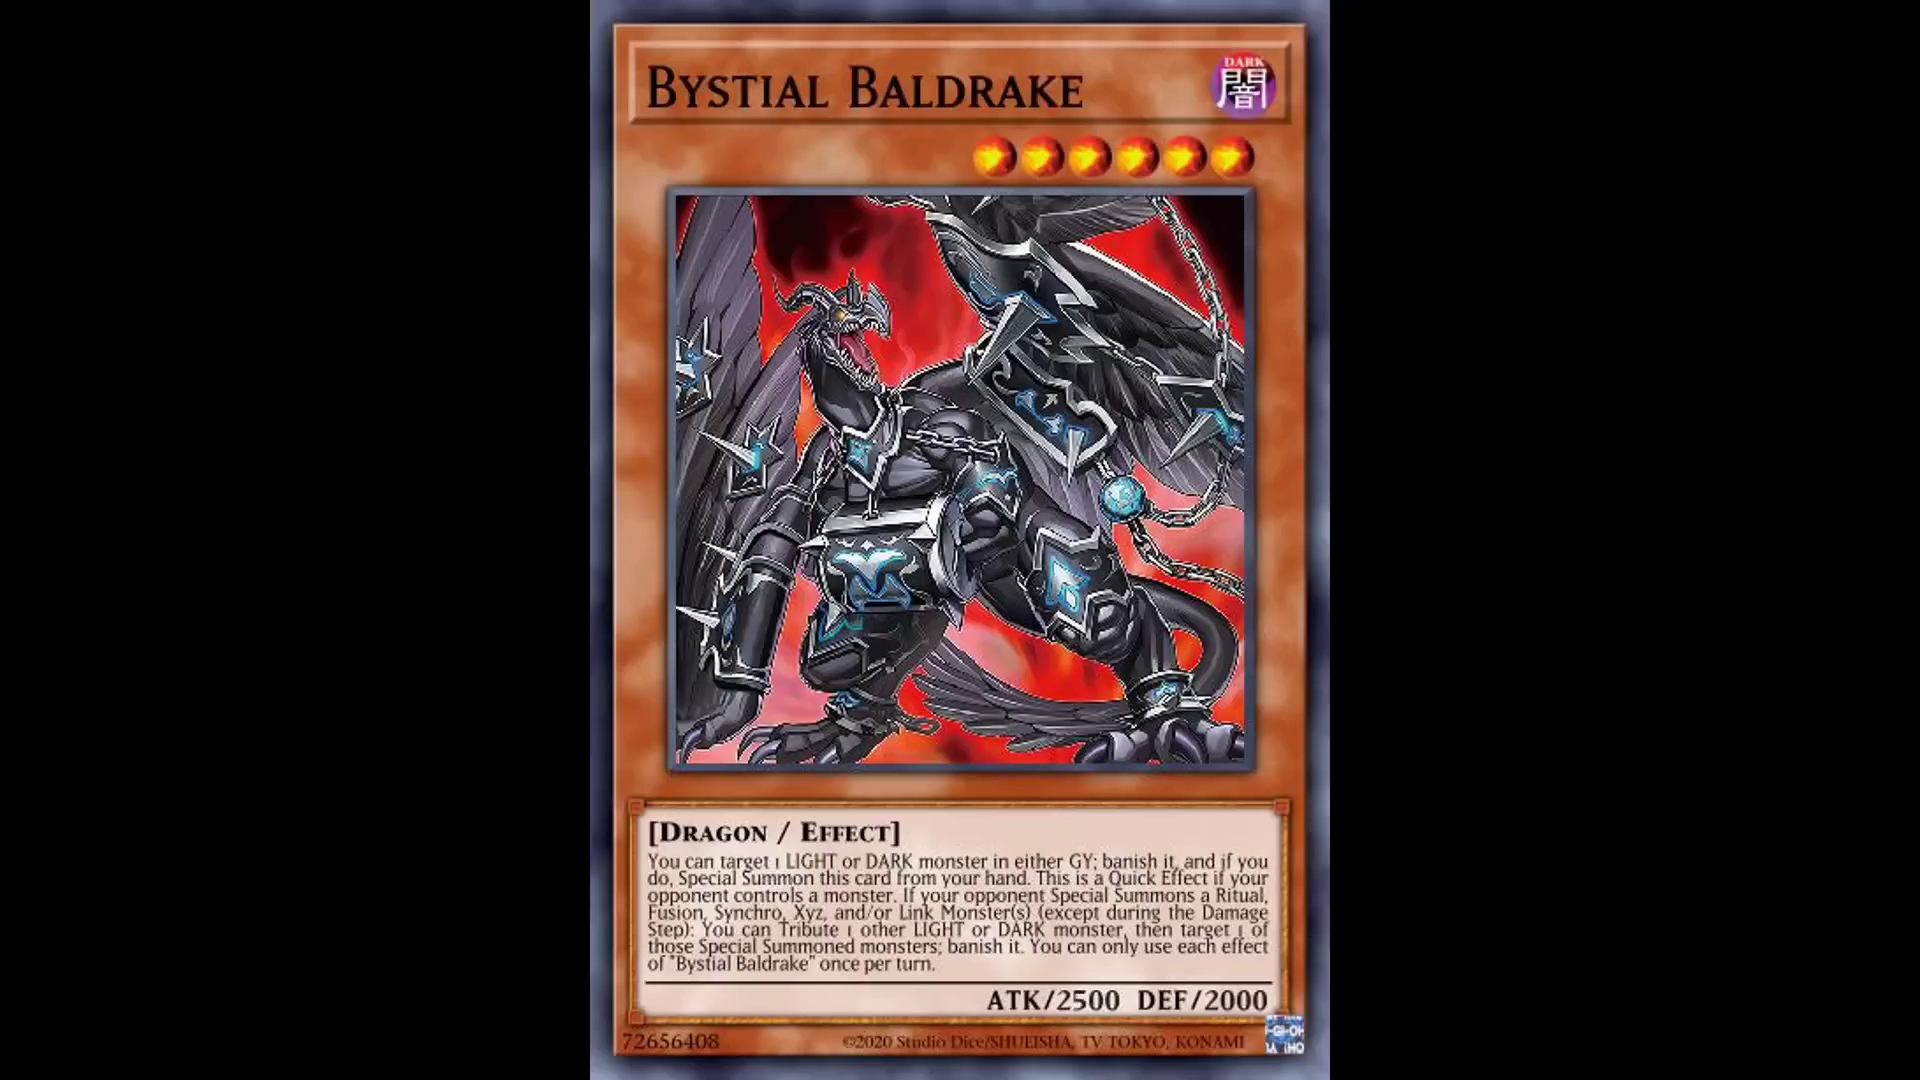 BYSTIAL BALDRAKE
DARK
闇
[DRAGON / EFFECT]
You can target 1 LIGHT or DARK monster in either GY; banish it, and if you
do, Special Summon this card from your hand. This is a Quick Effect if your
opponent controls a monster. If your opponent Special Summons a Ritual,
Fusion, Synchro, Xyz, and/or Link Monster(s) (except during the Damage
Step): You can Tribute 1 other LIGHT or DARK monster, then target 1 of
those Special Summoned monsters; banish it. You can only use each effect
of "Bystial Baldrake" once per turn.
ATK/2500 DEF/2000
72656408
©2020 Studio Dice/SHUEISHA, TV TOKYO, KONAMI